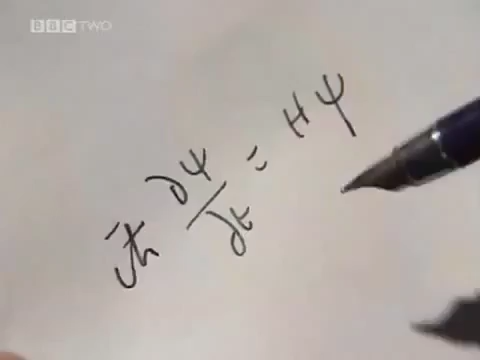 BBC TWO
iħ ∂Ψ/∂t = HΨ